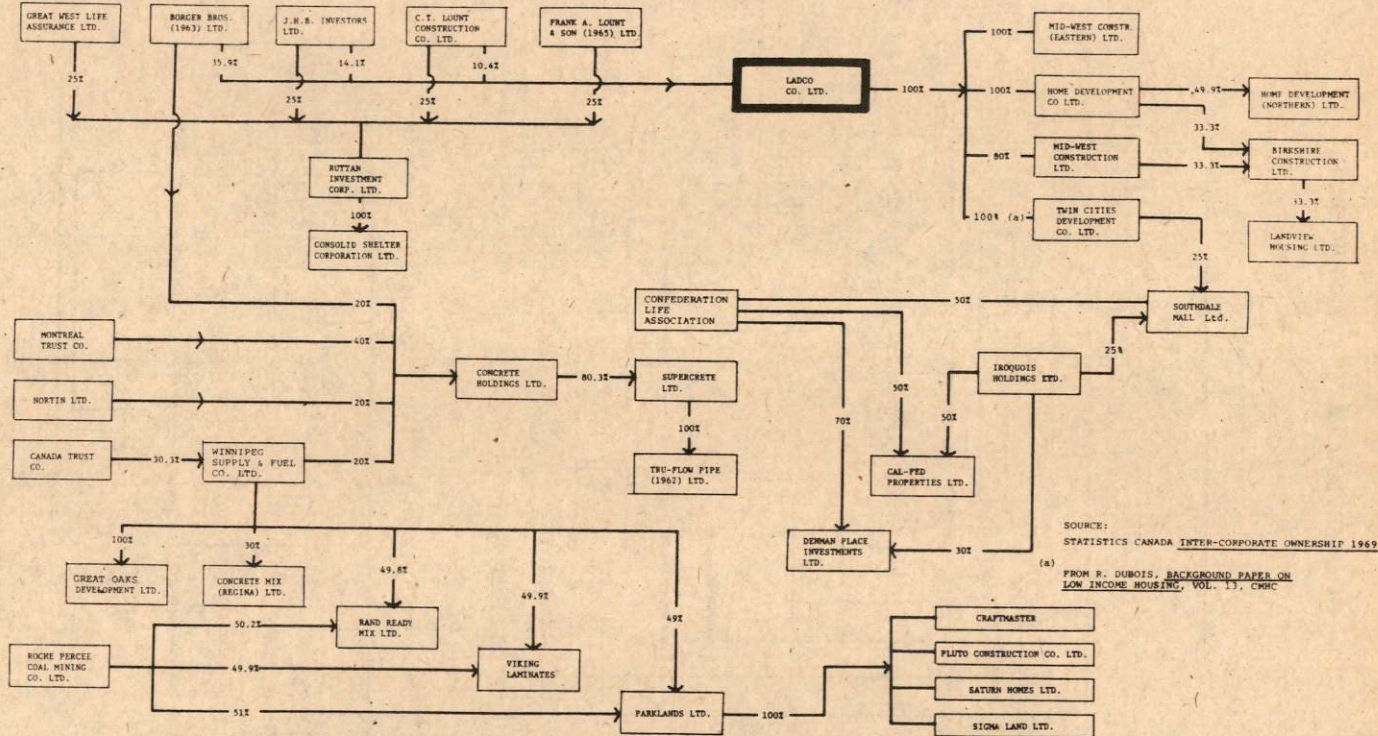 GREAT WEST LIFE
ASSURANCE LTD.
BORGER BROS.
(1963) LTD.
J.H.B. INVESTORS
LTD.
C.T. LOUNT
CONSTRUCTION
CO. LTD.
FRANK A. LOUNT
& SON (1965) LTD.
25%
35.9%
14.1%
10.4%
25%
25%
25%
LADCO
CO. LTD.
100%
100%
MID-WEST CONSTR.
(EASTERN) LTD.
100%
HOME DEVELOPMENT
CO LTD.
49.9%
HOME DEVELOPMENT
(NORTHERN) LTD.
33.3%
80%
MID-WEST
CONSTRUCTION
LTD.
33.3%
BIRKSHIRE
CONSTRUCTION
LTD.
33.3%
100% (a)
TWIN CITIES
DEVELOPMENT
CO. LTD.
LANDVIEW
HOUSING LTD.
25%
RUTTAN
INVESTMENT
CORP. LTD.
100%
CONSOLID SHELTER
CORPORATION LTD.
20%
MONTREAL
TRUST CO.
40%
NORTIN LTD.
20%
CANADA TRUST
CO.
30.3%
WINNIPEG
SUPPLY & FUEL
CO. LTD.
20%
CONCRETE
HOLDINGS LTD.
80.3%
SUPERCRETE
LTD.
100%
TRU-FLOW PIPE
(1962) LTD.
CONFEDERATION
LIFE
ASSOCIATION
50%
SOUTHDALE
MALL Ltd.
25%
IROQUOIS
HOLDINGS LTD.
50%
50%
70%
CAL-FED
PROPERTIES LTD.
DENMAN PLACE
INVESTMENTS
LTD.
30%
100%
GREAT OAKS
DEVELOPMENT LTD.
30%
CONCRETE MIX
(REGINA) LTD.
49.8%
RAND READY
MIX LTD.
49.9%
VIKING
LAMINATES
49%
ROCHE PERCEE
COAL MINING
CO. LTD.
50.2%
49.9%
51%
PARKLANDS LTD.
100%
CRAFTMASTER
PLUTO CONSTRUCTION CO. LTD.
SATURN HOMES LTD.
SIGMA LAND LTD.
SOURCE:
STATISTICS CANADA INTER-CORPORATE OWNERSHIP 1969
(a)
FROM R. DUBOIS, BACKGROUND PAPER ON
LOW INCOME HOUSING, VOL. 13, CMHC